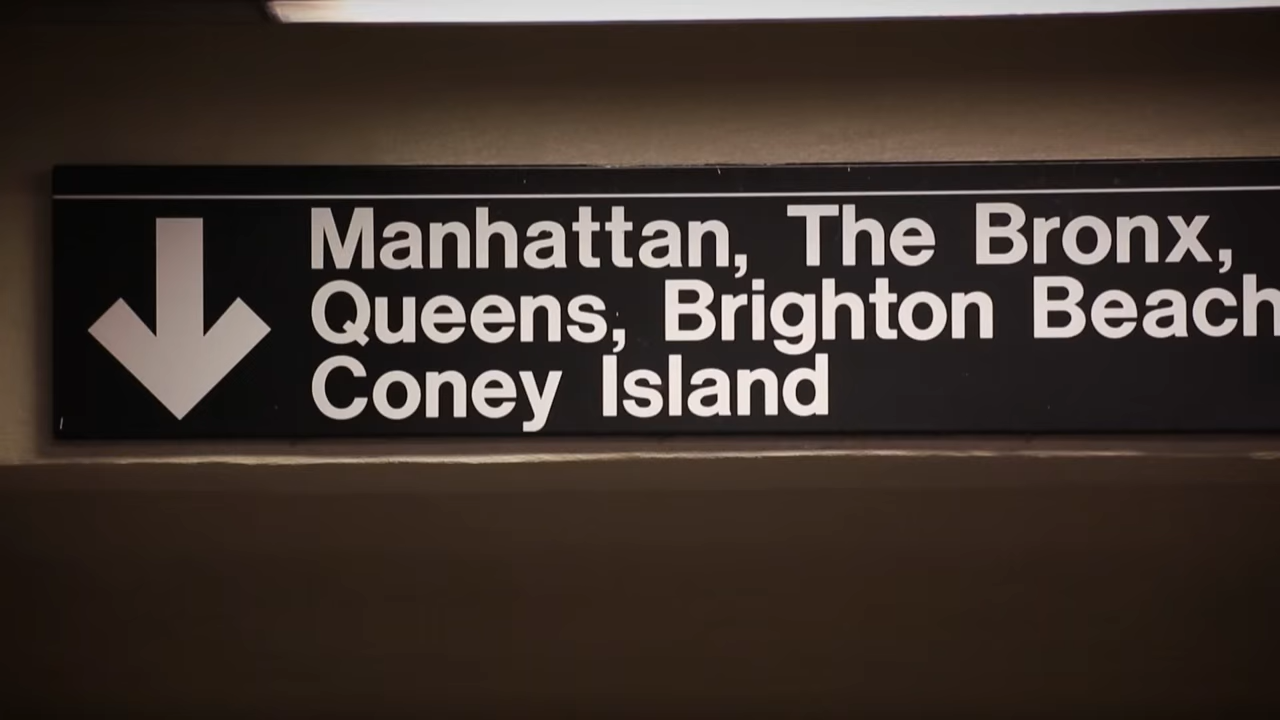 Manhattan, The Bronx,
Queens, Brighton Beach
Coney Island